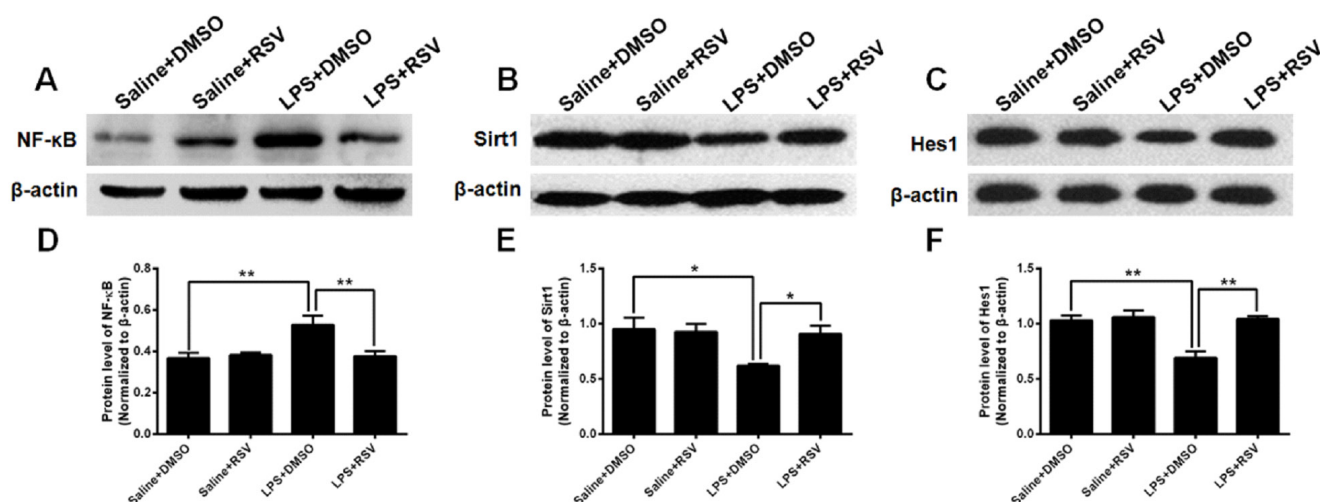 A
Saline+DMSO
Saline+RSV
LPS+DMSO
LPS+RSV
NF-κB
β-actin
B
Saline+DMSO
Saline+RSV
LPS+DMSO
LPS+RSV
Sirt1
β-actin
C
Saline+DMSO
Saline+RSV
LPS+DMSO
LPS+RSV
Hes1
β-actin
D
Protein level of NF-κB
(Normalized to β-actin)
0.8
0.6
0.4
0.2
0.0
**
**
Saline+DMSO
Saline+RSV
LPS+DMSO
LPS+RSV
E
Protein level of Sirt1
(Normalized to β-actin)
1.5
1.0
0.5
0.0
*
*
Saline+DMSO
Saline+RSV
LPS+DMSO
LPS+RSV
F
Protein level of Hes1
(Normalized to β-actin)
1.5
1.0
0.5
0.0
**
**
Saline+DMSO
Saline+RSV
LPS+DMSO
LPS+RSV